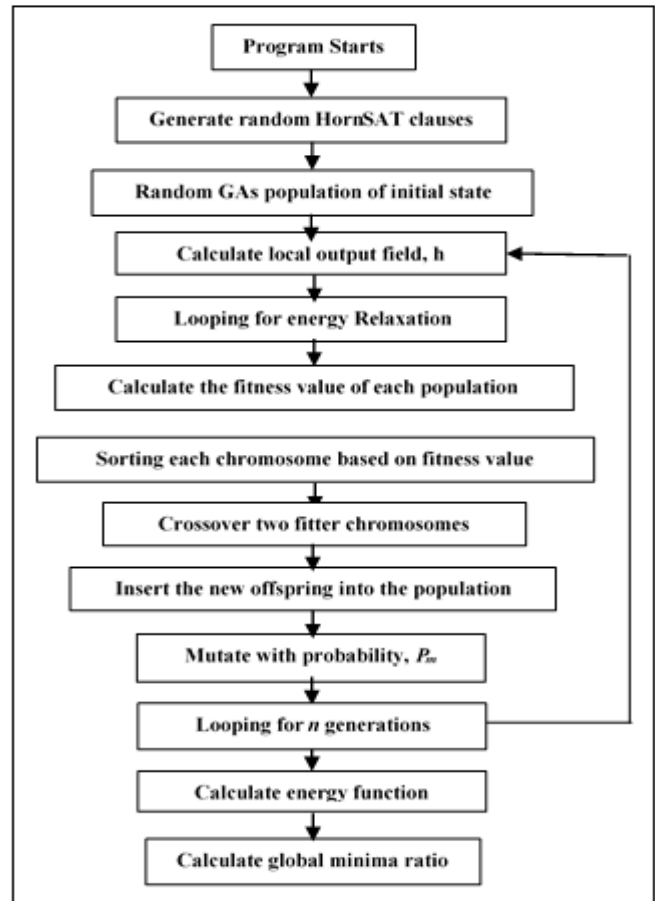 Program Starts
Generate random HornSAT clauses
Random GAs population of initial state
Calculate local output field, h
Looping for energy Relaxation
Calculate the fitness value of each population
Sorting each chromosome based on fitness value
Crossover two fitter chromosomes
Insert the new offspring into the population
Mutate with probability, Pm
Looping for n generations
Calculate energy function
Calculate global minima ratio